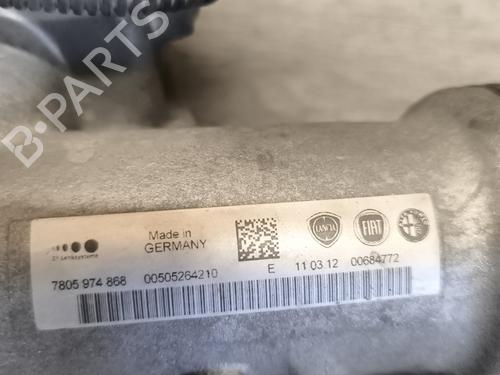 B-PARTS
Made in
GERMANY
ZF Lenksysteme
LANCIA
FIAT
7805 974 868 00505264210 E 11 03.12 00684772